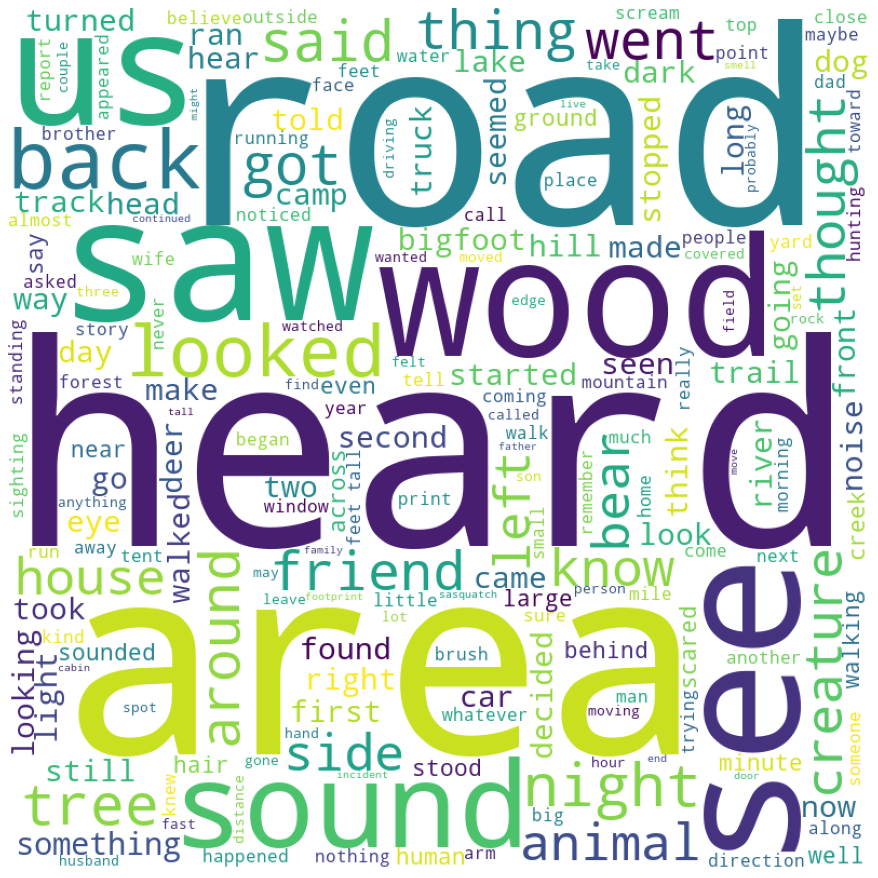 turned
believe
outside
ran
hear
said
thing
went
scream
top
close
maybe
report
couple
appeared
us
road
feet
water
lake
take
smell
point
dark
dog
dad
toward
face
might
live
brother
told
ground
stopped
long
probably
thought
hunting
back
running
got
driving
truck
seemed
place
track
head
camp
almost
continued
noticed
call
bigfoot
hill
made
people
covered
yard
say
asked
wife
saw
wanted
moved
wood
edge
field
set
rock
going
front
way
three
story
never
looked
watched
felt
seen
standing
day
forest
make
find
even
tell
started
mountain
really
trail
noise
tall
year
coming
called
heard
near
deer
began
second
walk
much
move
river
morning
sighting
go
father
think
anything
two
across
feet tall
print
left
son
small
remember
bear
home
creek
eye
window
look
run
away
tent
walked
family
come
next
house
around
may
friend
know
person
mile
see
creature
walking
took
leave
footprint
came
little
sasquatch
large
sure
lot
looking
kind
light
sounded
found
brush
behind
another
cabin
area
right
decided
trying
scared
car
man
spot
first
whatever
moving
someone
hand
side
still
hair
gone
stood
hour
end
minute
incident
door
tree
knew
distance
sound
night
now
fast
big
along
something
animal
husband
happened
nothing
human
arm
direction
well